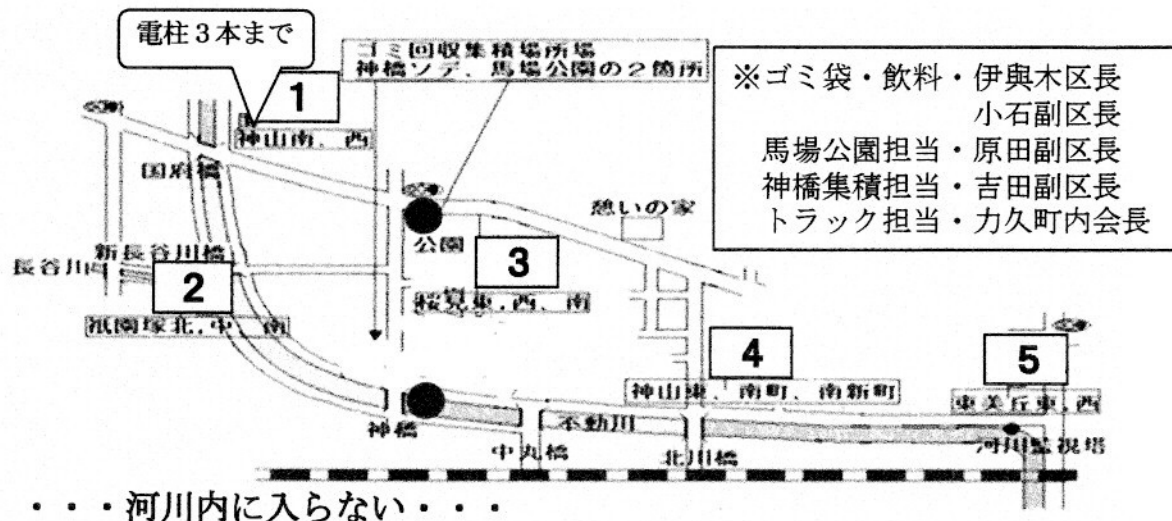 電柱3本まで
ゴミ回収集積場所場
神橋ソデ、馬場公園の2箇所
※ゴミ袋・飲料・伊與木区長
小石副区長
馬場公園担当・原田副区長
神橋集積担当・吉田副区長
トラック担当・力久町内会長
1
神山南、西
国府橋
公園
憩いの家
3
桜見東.西、南
新長谷川橋
長谷川
2
祇園塚北.中、南
4
神山東、南町、南新町
5
東美丘東.西
神橋
中丸橋
不動川
北川橋
河川監視塔
・・・河川内に入らない・・・